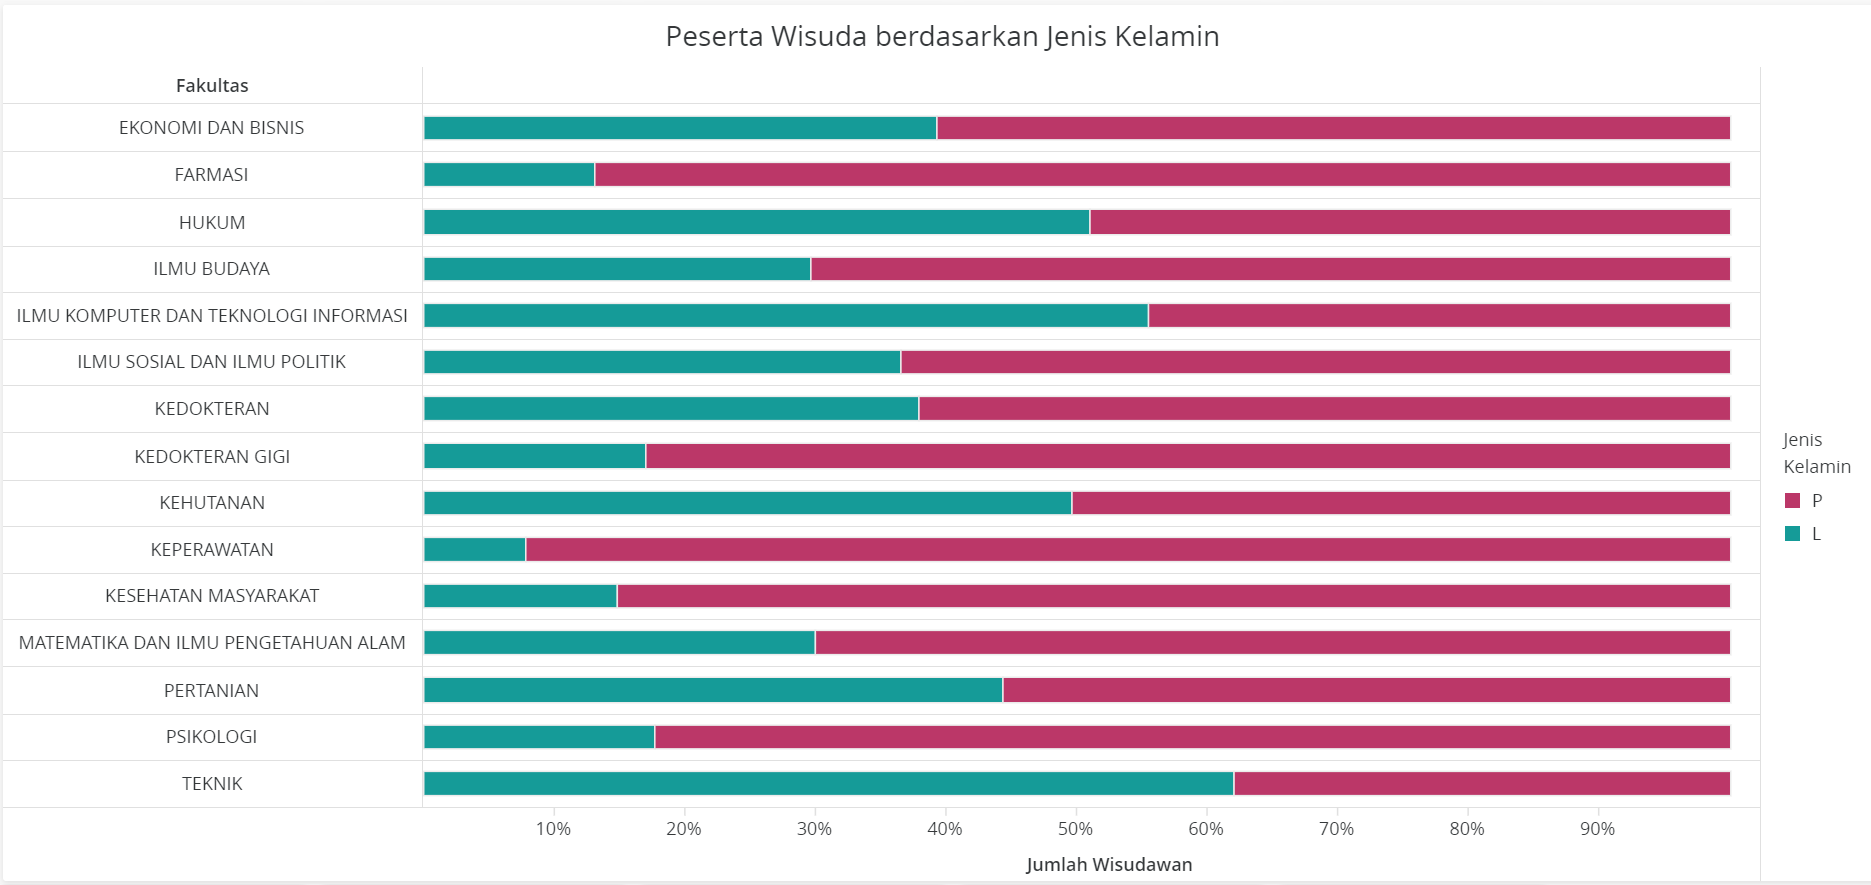 Peserta Wisuda berdasarkan Jenis Kelamin
Fakultas
EKONOMI DAN BISNIS
FARMASI
HUKUM
ILMU BUDAYA
ILMU KOMPUTER DAN TEKNOLOGI INFORMASI
ILMU SOSIAL DAN ILMU POLITIK
KEDOKTERAN
KEDOKTERAN GIGI
KEHUTANAN
KEPERAWATAN
KESEHATAN MASYARAKAT
MATEMATIKA DAN ILMU PENGETAHUAN ALAM
PERTANIAN
PSIKOLOGI
TEKNIK
10% 20% 30% 40% 50% 60% 70% 80% 90%
Jumlah Wisudawan
Jenis
Kelamin
P
L